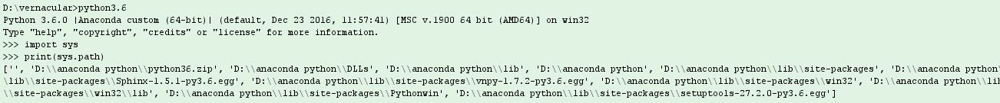 D:\vernacular>python3.6
Python 3.6.0 |Anaconda custom (64-bit)| (default, Dec 23 2016, 11:57:41) [MSC v.1900 64 bit (AMD64)] on win32
Type "help", "copyright", "credits" or "license" for more information.
>>> import sys
>>> print(sys.path)
['', 'D:\\anaconda python\\python36.zip', 'D:\\anaconda python\\DLLs', 'D:\\anaconda python\\lib', 'D:\\anaconda python', 'D:\\anaconda python\\lib\\site-packages', 'D:\\anaconda python\
\lib\\site-packages\\Sphinx-1.5.1-py3.6.egg', 'D:\\anaconda python\\lib\\site-packages\\vnpy-1.7.2-py3.6.egg', 'D:\\anaconda python\\lib\\site-packages\\win32', 'D:\\anaconda python\\lib
\\site-packages\\win32\\lib', 'D:\\anaconda python\\lib\\site-packages\\Pythonwin', 'D:\\anaconda python\\lib\\site-packages\\setuptools-27.2.0-py3.6.egg']